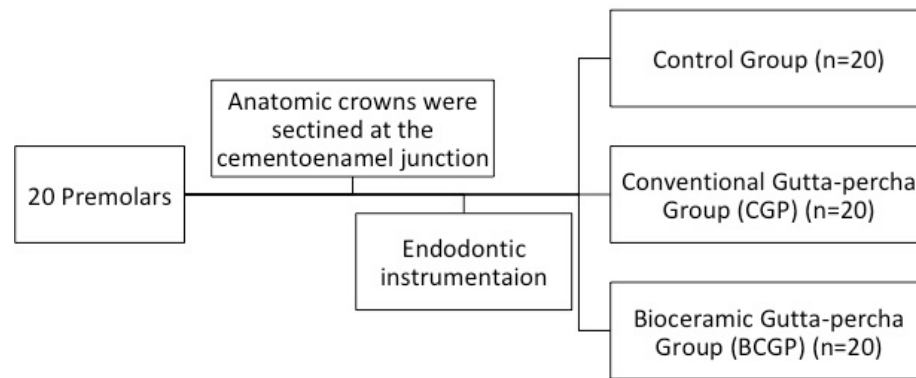 20 Premolars
Anatomic crowns were
sectined at the
cementoenamel junction
Endodontic
instrumentaion
Control Group (n=20)
Conventional Gutta-percha
Group (CGP) (n=20)
Bioceramic Gutta-percha
Group (BCGP) (n=20)